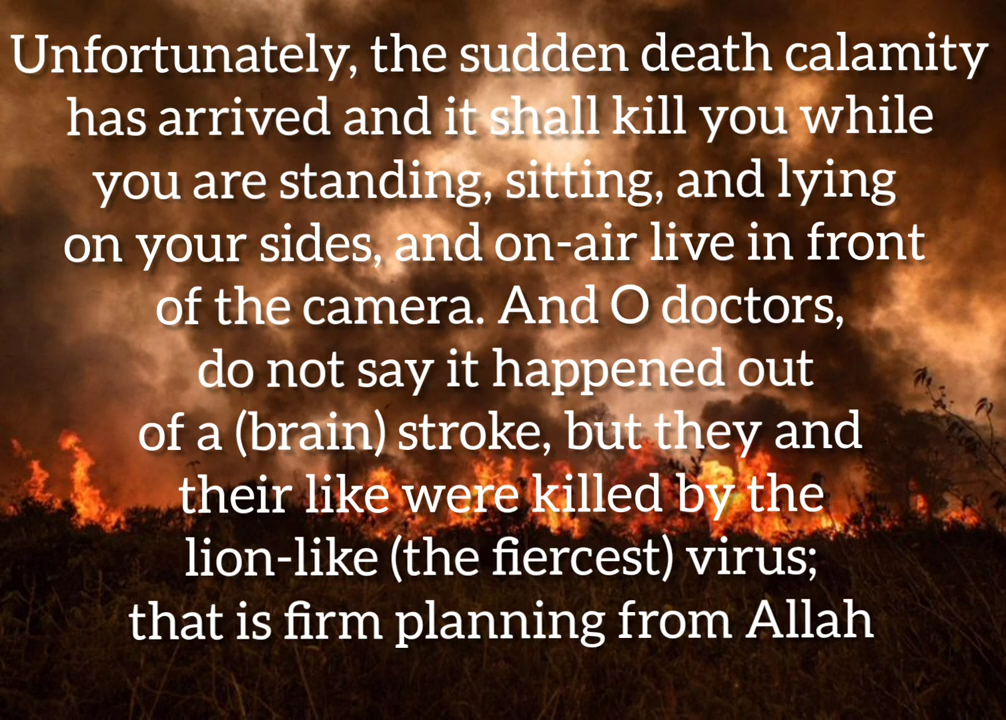 Unfortunately, the sudden death calamity
has arrived and it shall kill you while
you are standing, sitting, and lying
on your sides, and on-air live in front
of the camera. And O doctors,
do not say it happened out
of a (brain) stroke, but they and
their like were killed by the
lion-like (the fiercest) virus;
that is firm planning from Allah